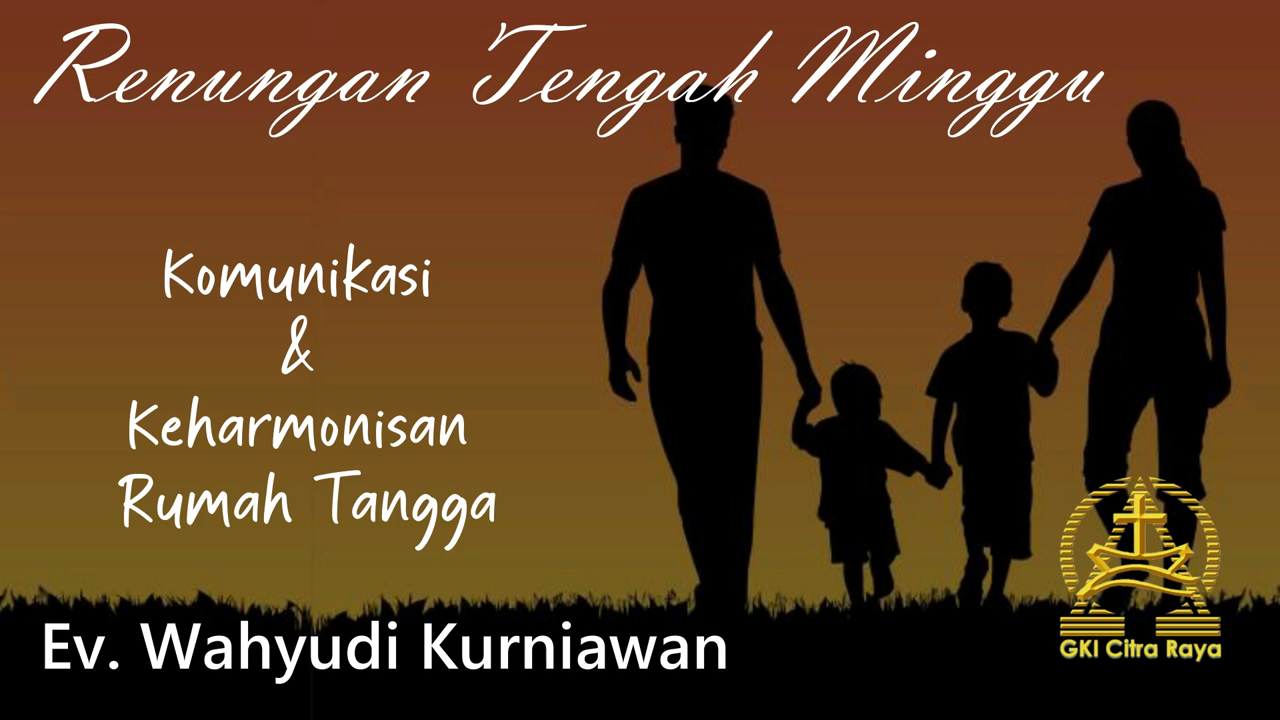 Renungan Tengah Minggu
Komunikasi
&
Keharmonisan
Rumah Tangga
Ev. Wahyudi Kurniawan
GKI Citra Raya